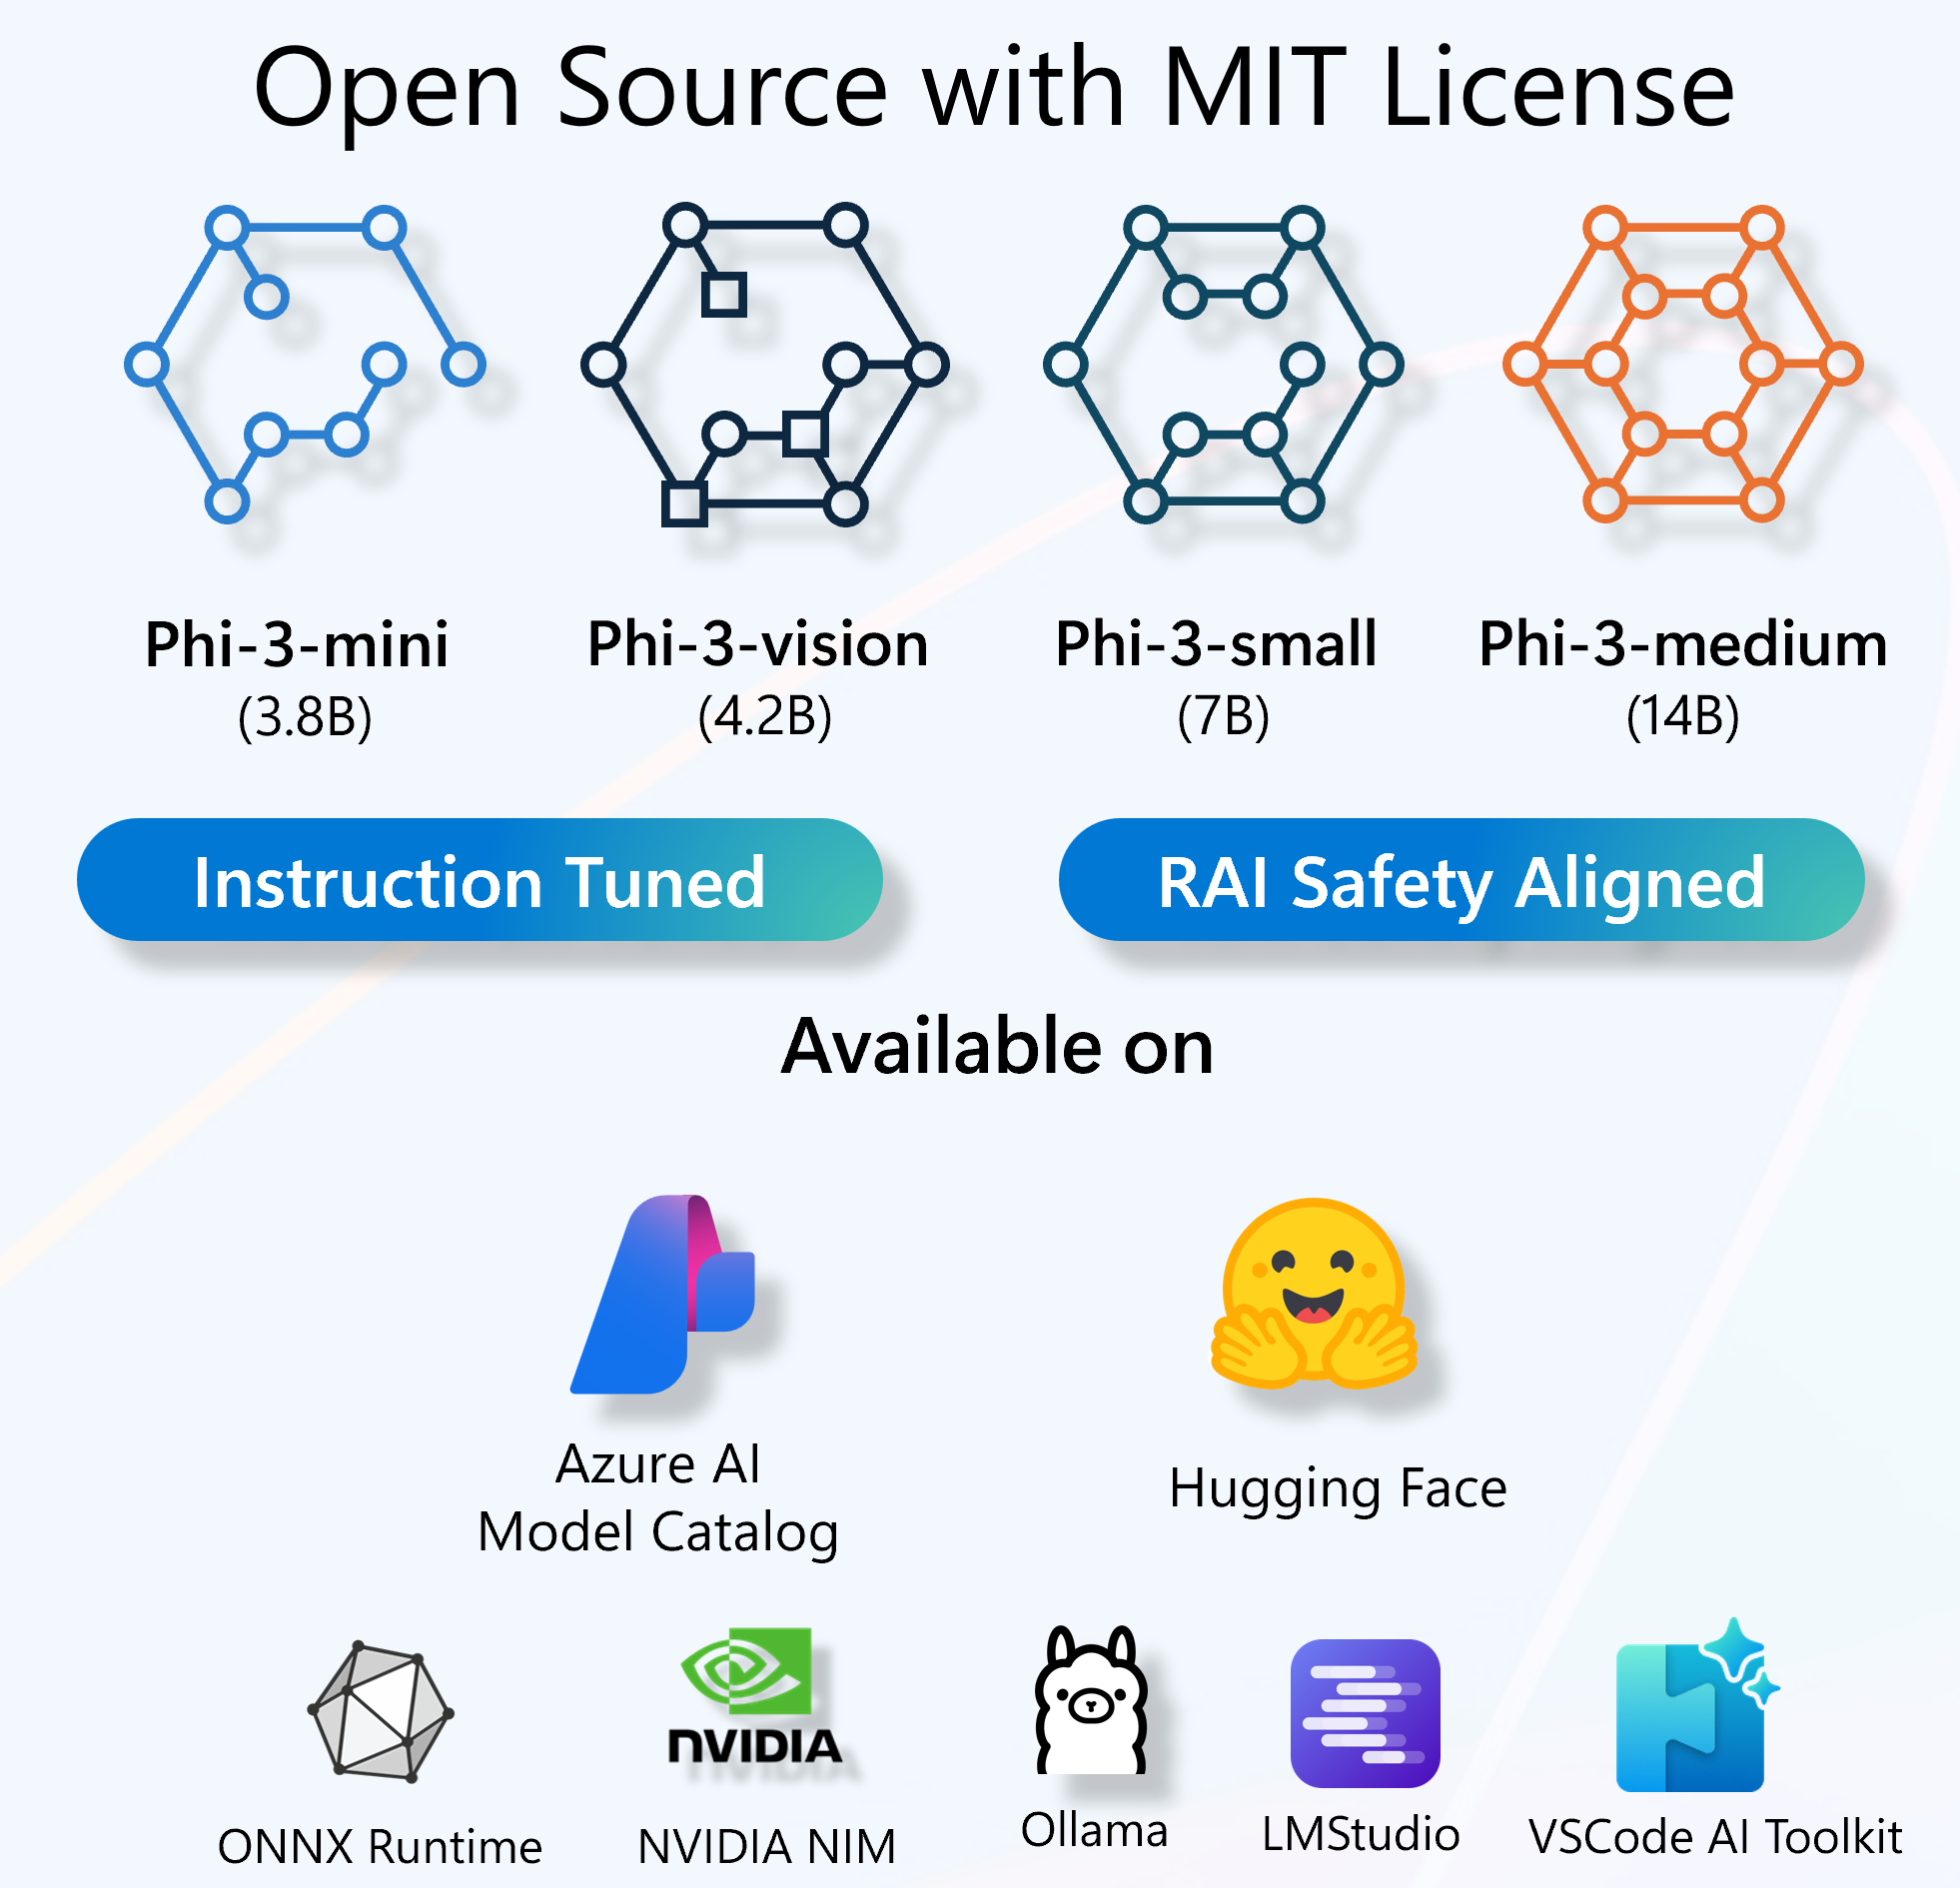 Open Source with MIT License
Phi-3-mini
(3.8B)
Phi-3-vision
(4.2B)
Phi-3-small
(7B)
Phi-3-medium
(14B)
Instruction Tuned
RAI Safety Aligned
Available on
Azure AI
Model Catalog
Hugging Face
NVIDIA
ONNX Runtime
NVIDIA NIM
Ollama
LMStudio
VSCode AI Toolkit